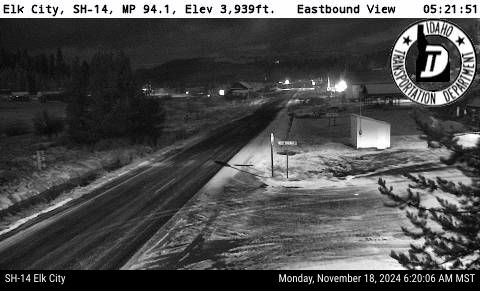 Elk City, SH-14, MP 94.1, Elev 3,939ft. Eastbound View 05:21:51
IDAHO
TRANSPORTATION DEPARTMENT
SH-14 Elk City Monday, November 18, 2024 6:20:06 AM MST